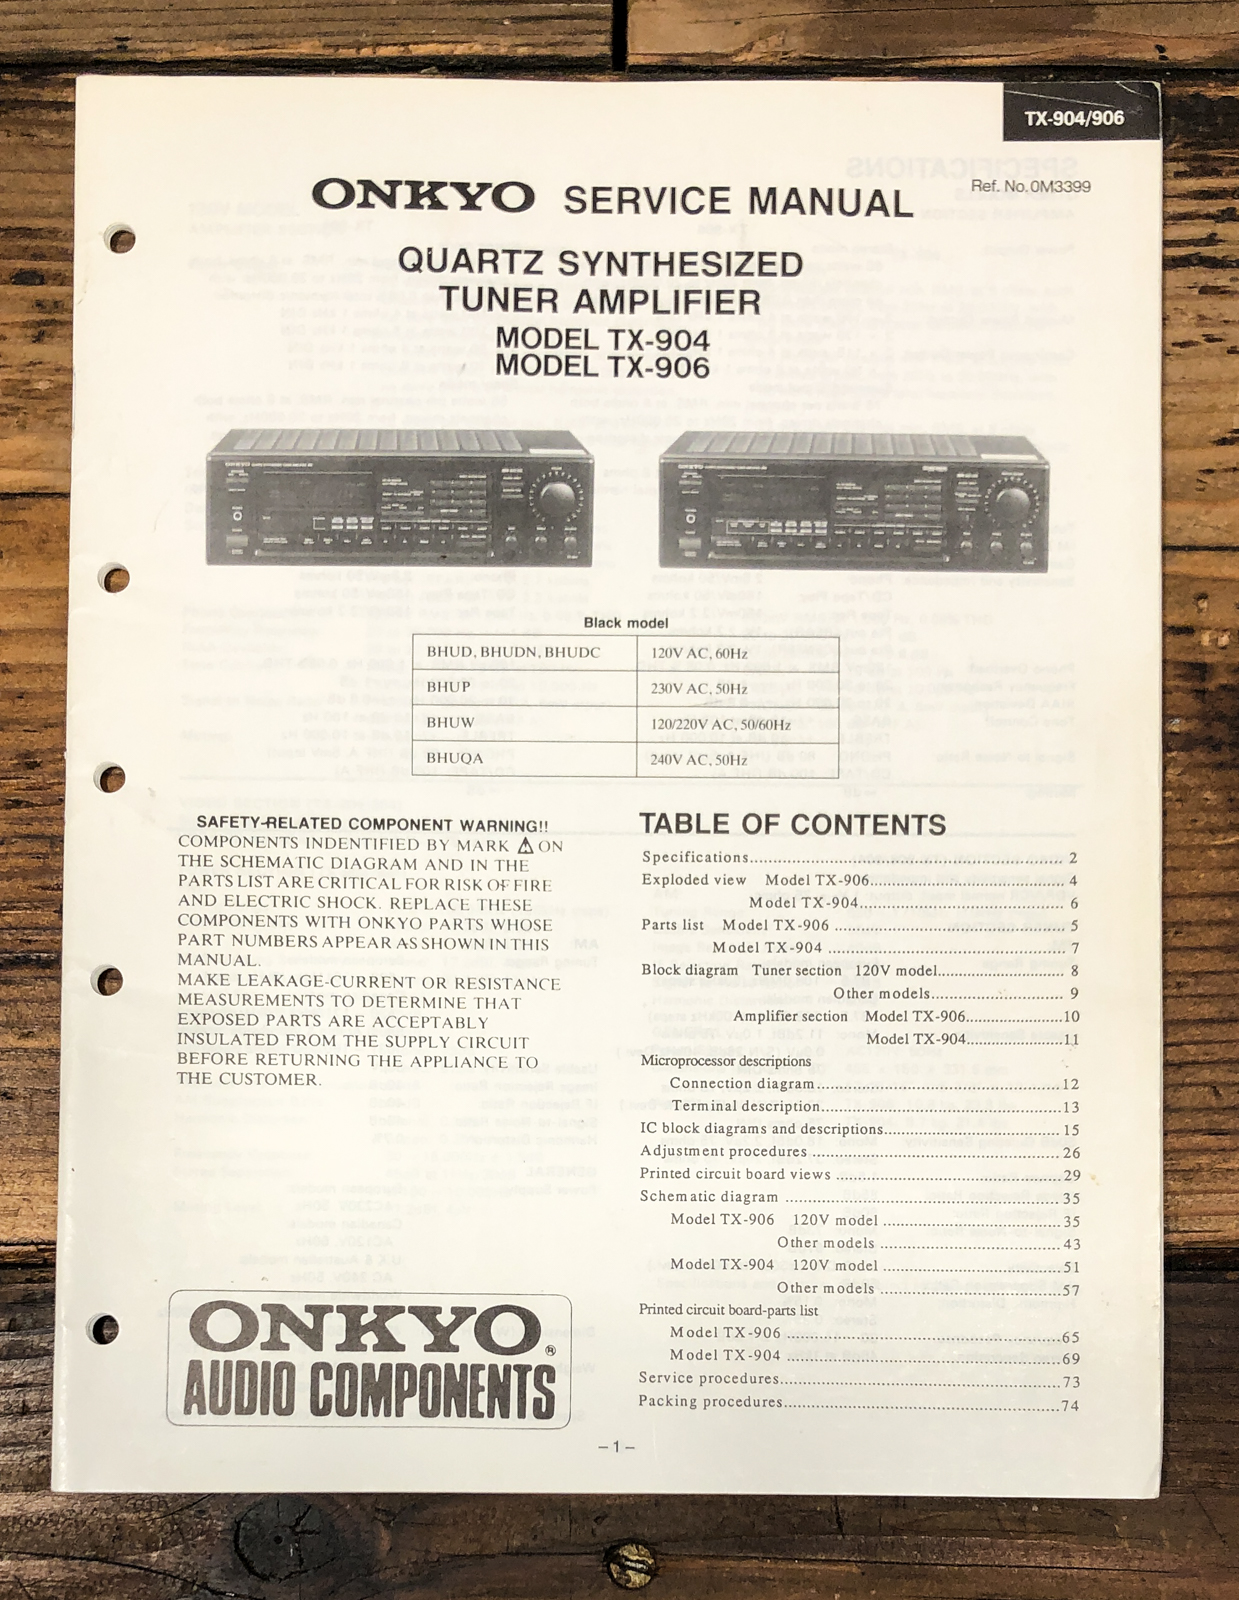 TX-904/906
Ref. No. 0M3399
ONKYO SERVICE MANUAL
QUARTZ SYNTHESIZED
TUNER AMPLIFIER
MODEL TX-904
MODEL TX-906
ONKYO
ONKYO
Black model
BHUD, BHUDN, BHUDC 120V AC, 60Hz
BHUP 230V AC, 50Hz
BHUW 120/220V AC, 50/60Hz
BHUQA 240V AC, 50Hz
SAFETY-RELATED COMPONENT WARNING!!
COMPONENTS INDENTIFIED BY MARK ⚠ ON
THE SCHEMATIC DIAGRAM AND IN THE
PARTS LIST ARE CRITICAL FOR RISK OF FIRE
AND ELECTRIC SHOCK. REPLACE THESE
COMPONENTS WITH ONKYO PARTS WHOSE
PART NUMBERS APPEAR AS SHOWN IN THIS
MANUAL.
MAKE LEAKAGE-CURRENT OR RESISTANCE
MEASUREMENTS TO DETERMINE THAT
EXPOSED PARTS ARE ACCEPTABLY
INSULATED FROM THE SUPPLY CIRCUIT
BEFORE RETURNING THE APPLIANCE TO
THE CUSTOMER.
ONKYO®
AUDIO COMPONENTS
TABLE OF CONTENTS
Specifications........ 2
Exploded view Model TX-906........ 4
Model TX-904........ 6
Parts list Model TX-906 ........ 5
Model TX-904 ........ 7
Block diagram Tuner section 120V model........ 8
Other models........ 9
Amplifier section Model TX-906........10
Model TX-904........11
Microprocessor descriptions
Connection diagram........12
Terminal description........13
IC block diagrams and descriptions........15
Adjustment procedures ........26
Printed circuit board views ........29
Schematic diagram ........35
Model TX-906 120V model ........35
Other models ........43
Model TX-904 120V model ........51
Other models ........57
Printed circuit board-parts list
Model TX-906 ........65
Model TX-904 ........69
Service procedures........73
Packing procedures........74
– 1 –